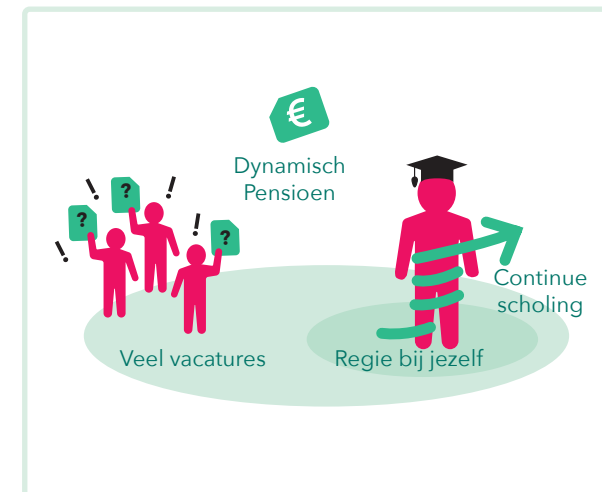 €
Dynamisch
Pensioen
?
?
?
!
!
!
!
Continue
scholing
Veel vacatures
Regie bij jezelf